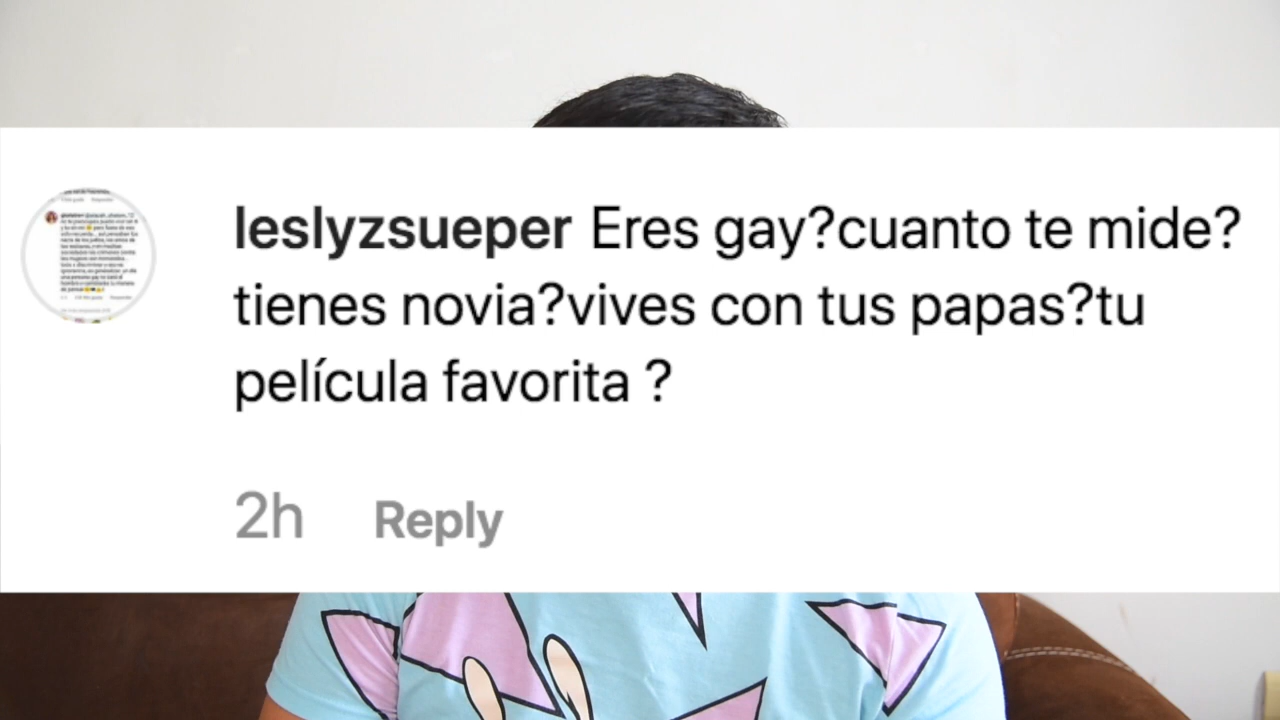 leslyzsueper Eres gay?cuanto te mide?
tienes novia?vives con tus papas?tu
película favorita ?
2h Reply